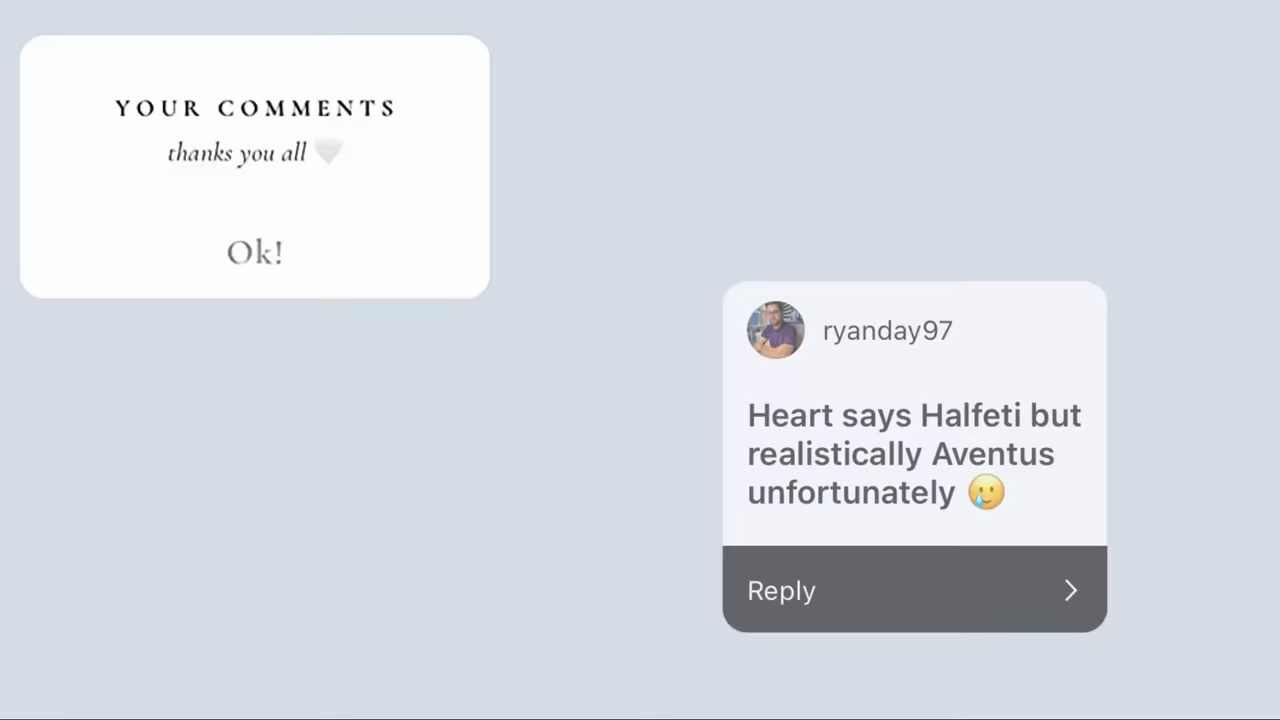 YOUR COMMENTS
thanks you all 🤍
Ok!
ryanday97
Heart says Halfeti but
realistically Aventus
unfortunately 🥲
Reply